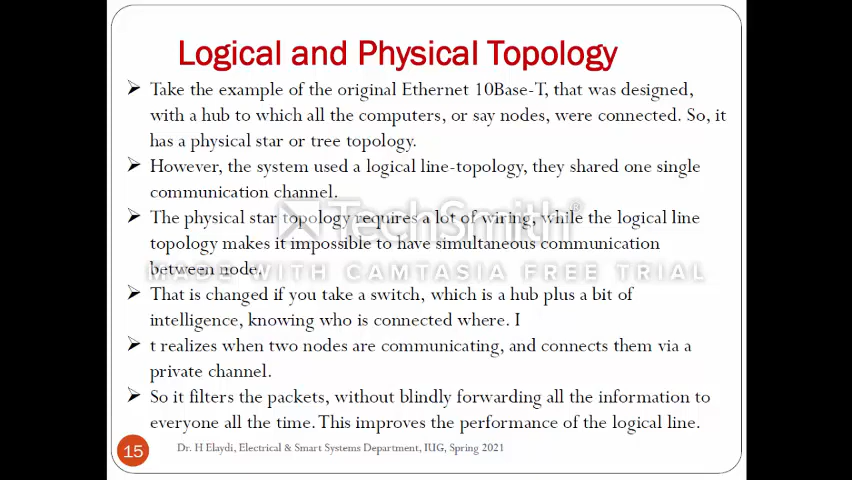 Logical and Physical Topology
➢ Take the example of the original Ethernet 10Base-T, that was designed,
with a hub to which all the computers, or say nodes, were connected. So, it
has a physical star or tree topology.
➢ However, the system used a logical line-topology, they shared one single
communication channel.
➢ The physical star topology requires a lot of wiring, while the logical line
topology makes it impossible to have simultaneous communication
between node.
➢ That is changed if you take a switch, which is a hub plus a bit of
intelligence, knowing who is connected where. I
➢ t realizes when two nodes are communicating, and connects them via a
private channel.
➢ So it filters the packets, without blindly forwarding all the information to
everyone all the time. This improves the performance of the logical line.
15
Dr. H Elaydi, Electrical & Smart Systems Department, IUG, Spring 2021
TechSmith®
MADE WITH CAMTASIA FREE TRIAL